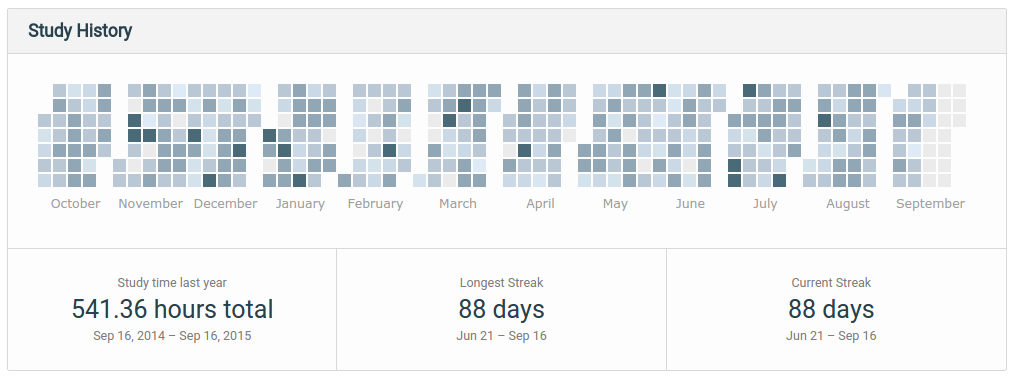 Study History
October November December January February March April May June July August September
Study time last year Longest Streak Current Streak
541.36 hours total 88 days 88 days
Sep 16, 2014 – Sep 16, 2015 Jun 21 – Sep 16 Jun 21 – Sep 16